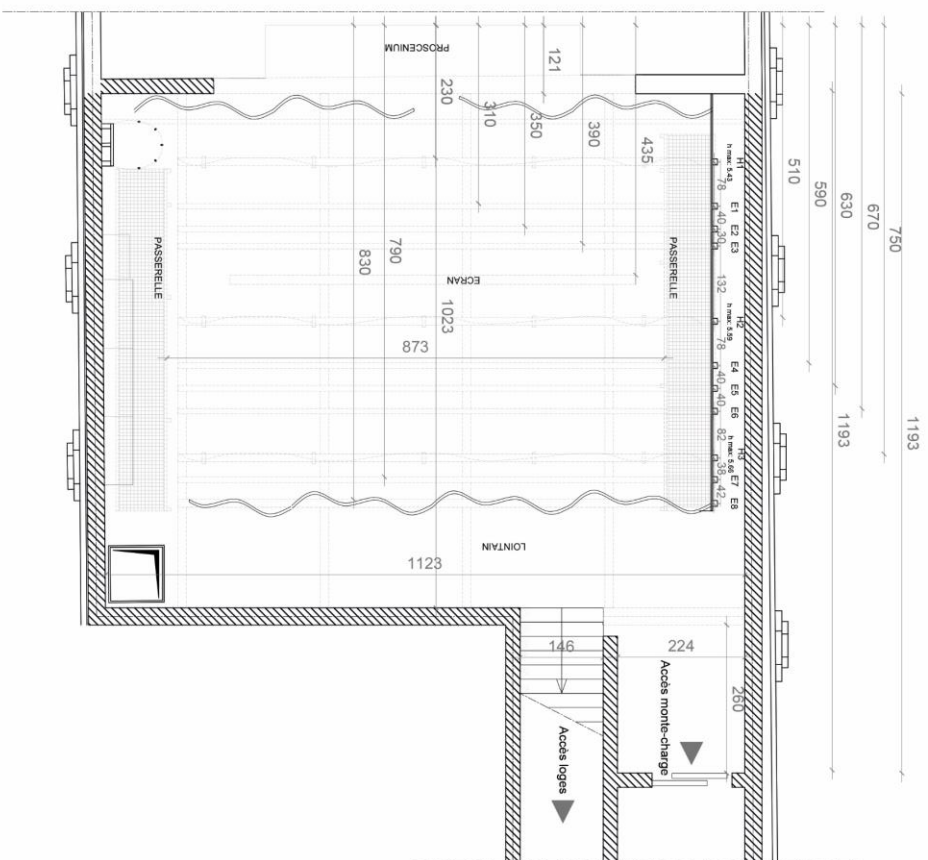 PROSCENIUM
121
230
310
350
390
435
510
590
630
670
750
1193
1193
H1
h max: 5.43
78
E1
40
E2
30
E3
PASSERELLE
PASSERELLE
790
830
ECRAN
1023
132
H2
h max: 5.59
78
873
E4
40
E5
40
E6
82
H3
h max: 5.66
38
E7
42
E8
LOINTAIN
1123
146
224
260
Accès monte-charge
Accès loges